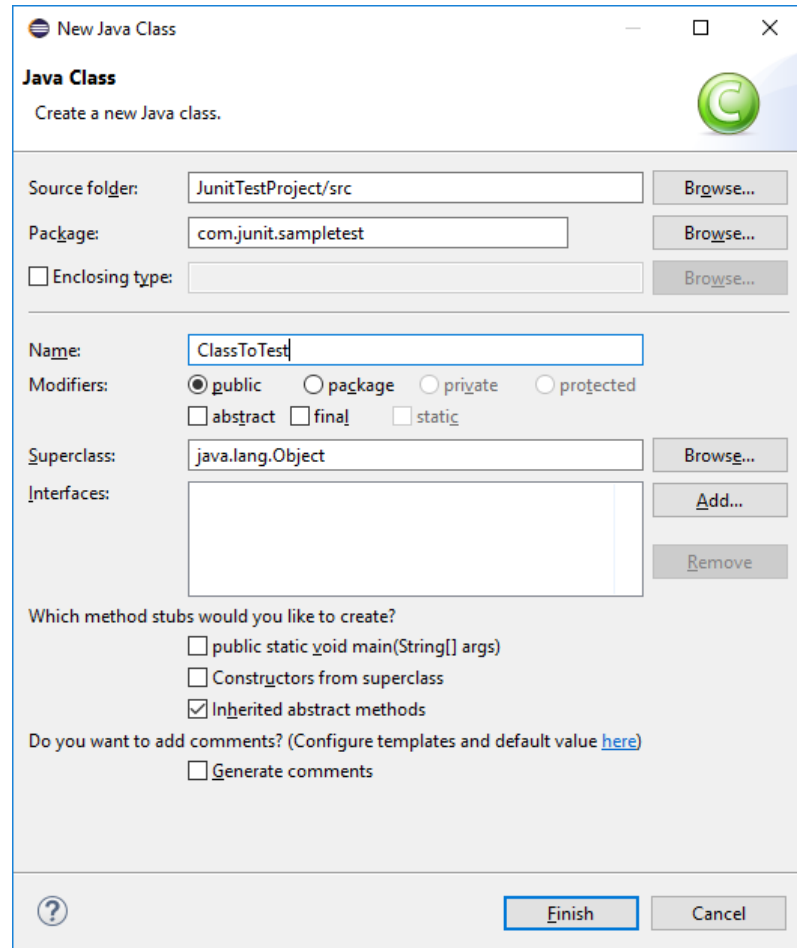 New Java Class
Java Class
Create a new Java class.
C
Source folder: JunitTestProject/src Browse...
Package: com.junit.sampletest Browse...
Enclosing type: Browse...
Name: ClassToTest
Modifiers: public package private protected
abstract final static
Superclass: java.lang.Object Browse...
Interfaces: Add...
Remove
Which method stubs would you like to create?
public static void main(String[] args)
Constructors from superclass
Inherited abstract methods
Do you want to add comments? (Configure templates and default value here)
Generate comments
? Finish Cancel